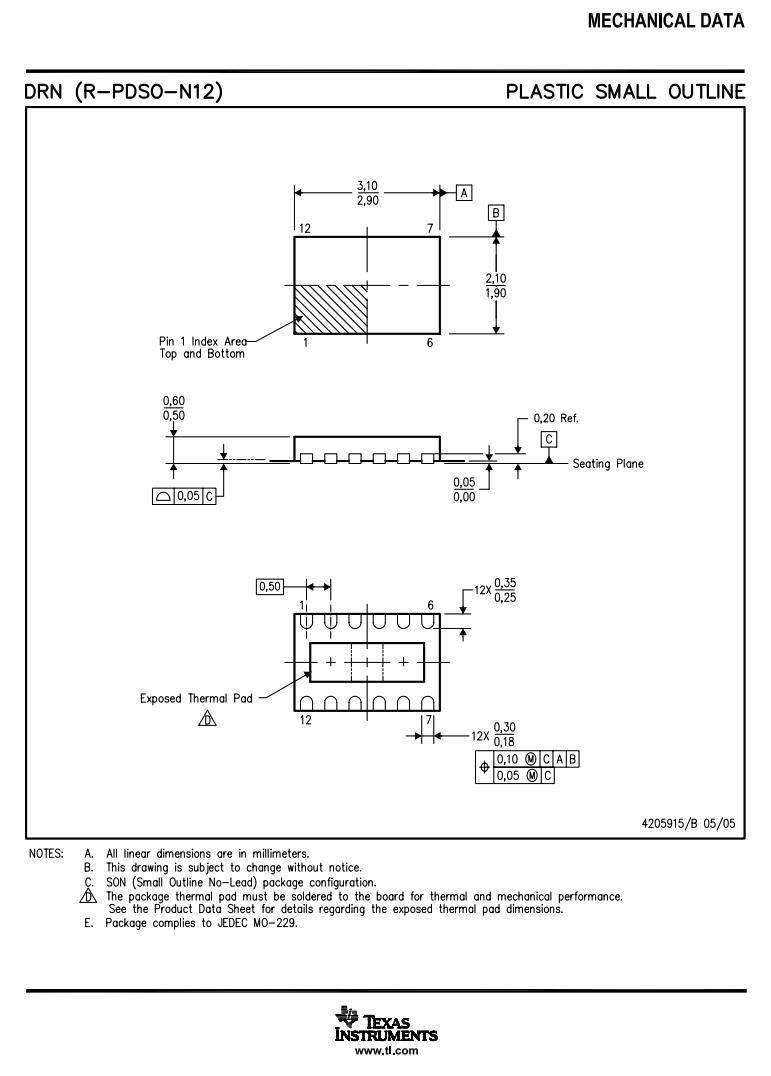 MECHANICAL DATA
DRN (R-PDSO-N12) PLASTIC SMALL OUTLINE
3,10
2,90
A
B
12 7
2,10
1,90
Pin 1 Index Area
Top and Bottom
1 6
0,60
0,50
0,20 Ref.
C
Seating Plane
0,05
0,00
⌓ 0,05 C
0,50
12X 0,35
0,25
1 6
Exposed Thermal Pad
D
12 7
12X 0,30
0,18
⌖ 0,10 Ⓜ C A B
0,05 Ⓜ C
4205915/B 05/05
NOTES: A. All linear dimensions are in millimeters.
B. This drawing is subject to change without notice.
C. SON (Small Outline No-Lead) package configuration.
D The package thermal pad must be soldered to the board for thermal and mechanical performance.
See the Product Data Sheet for details regarding the exposed thermal pad dimensions.
E. Package complies to JEDEC MO-229.
TEXAS
INSTRUMENTS
www.ti.com